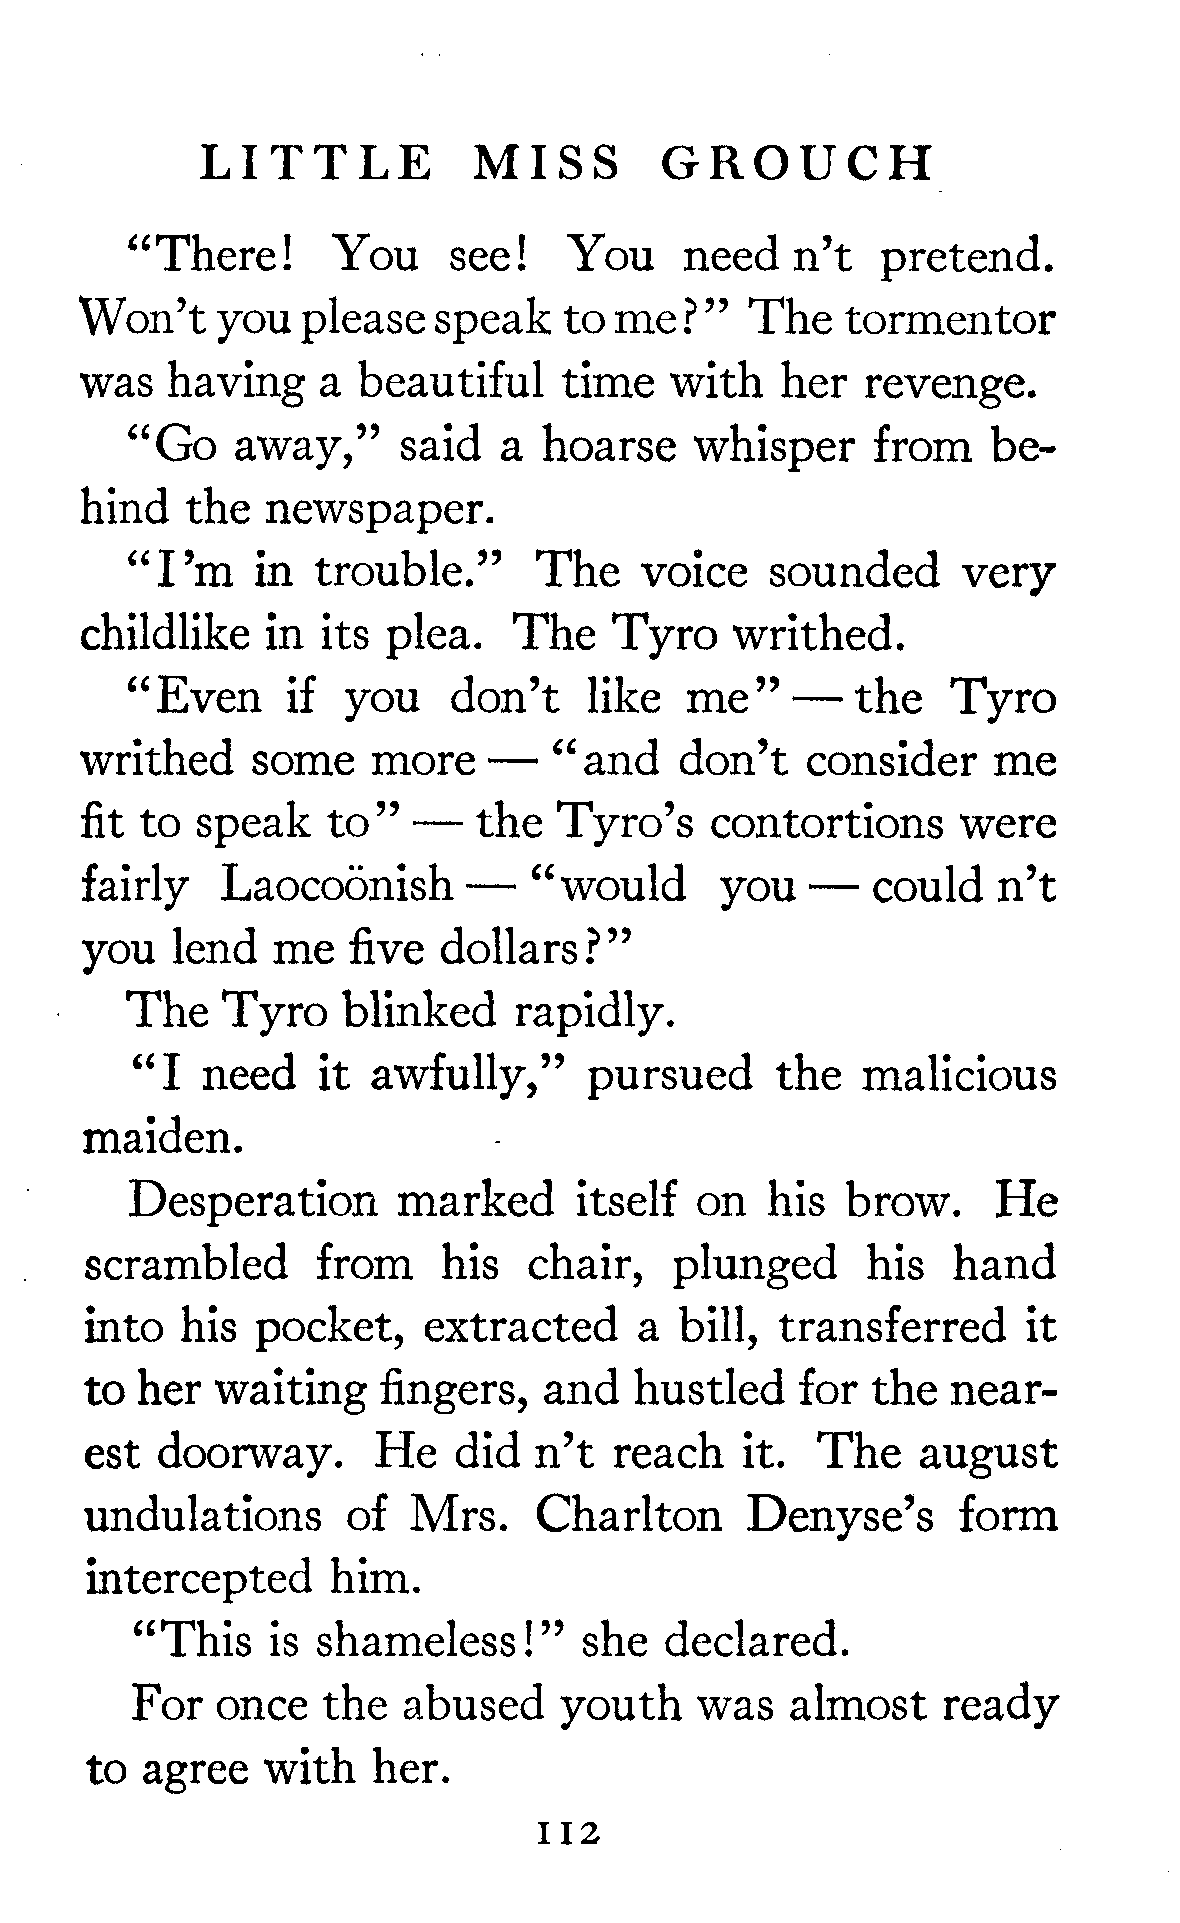 LITTLE MISS GROUCH
“There! You see! You need n’t pretend.
Won’t you please speak to me?” The tormentor
was having a beautiful time with her revenge.
“Go away,” said a hoarse whisper from be-
hind the newspaper.
“I’m in trouble.” The voice sounded very
childlike in its plea. The Tyro writhed.
“Even if you don’t like me” — the Tyro
writhed some more — “and don’t consider me
fit to speak to” — the Tyro’s contortions were
fairly Laocoönish — “would you — could n’t
you lend me five dollars?”
The Tyro blinked rapidly.
“I need it awfully,” pursued the malicious
maiden.
Desperation marked itself on his brow. He
scrambled from his chair, plunged his hand
into his pocket, extracted a bill, transferred it
to her waiting fingers, and hustled for the near-
est doorway. He did n’t reach it. The august
undulations of Mrs. Charlton Denyse’s form
intercepted him.
“This is shameless!” she declared.
For once the abused youth was almost ready
to agree with her.
112